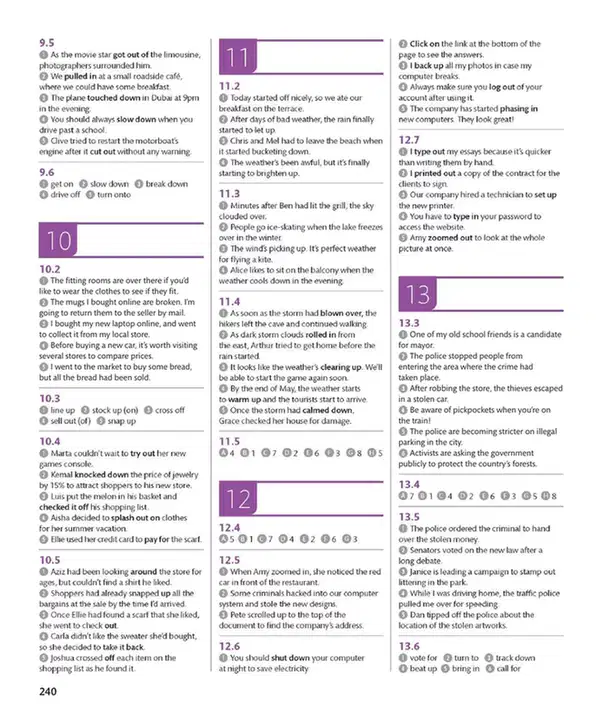 9.5
1 As the movie star got out of the limousine,
photographers surrounded him.
2 We pulled in at a small roadside café,
where we could have some breakfast.
3 The plane touched down in Dubai at 9pm
in the evening.
4 You should always slow down when you
drive past a school.
5 Clive tried to restart the motorboat's
engine after it cut out without any warning.
9.6
1 get on 2 slow down 3 break down
4 drive off 5 turn onto
10
10.2
1 The fitting rooms are over there if you'd
like to wear the clothes to see if they fit.
2 The mugs I bought online are broken. I'm
going to return them to the seller by mail.
3 I bought my new laptop online, and went
to collect it from my local store.
4 Before buying a new car, it's worth visiting
several stores to compare prices.
5 I went to the market to buy some bread,
but all the bread had been sold.
10.3
1 line up 2 stock up (on) 3 cross off
4 sell out (of) 5 snap up
10.4
1 Marta couldn't wait to try out her new
games console.
2 Kemal knocked down the price of jewelry
by 15% to attract shoppers to his new store.
3 Luis put the melon in his basket and
checked it off his shopping list.
4 Aisha decided to splash out on clothes
for her summer vacation.
5 Ellie used her credit card to pay for the scarf.
10.5
1 Aziz had been looking around the store for
ages, but couldn't find a shirt he liked.
2 Shoppers had already snapped up all the
bargains at the sale by the time I'd arrived.
3 Once Ellie had found a scarf that she liked,
she went to check out.
4 Carla didn't like the sweater she'd bought,
so she decided to take it back.
5 Joshua crossed off each item on the
shopping list as he found it.
240
11
11.2
1 Today started off nicely, so we ate our
breakfast on the terrace.
2 After days of bad weather, the rain finally
started to let up.
3 Chris and Mel had to leave the beach when
it started bucketing down.
4 The weather's been awful, but it's finally
starting to brighten up.
11.3
1 Minutes after Ben had lit the grill, the sky
clouded over.
2 People go ice-skating when the lake freezes
over in the winter.
3 The wind's picking up. It's perfect weather
for flying a kite.
4 Alice likes to sit on the balcony when the
weather cools down in the evening.
11.4
1 As soon as the storm had blown over, the
hikers left the cave and continued walking.
2 As dark storm clouds rolled in from
the east, Arthur tried to get home before the
rain started.
3 It looks like the weather's clearing up. We'll
be able to start the game again soon.
4 By the end of May, the weather starts
to warm up and the tourists start to arrive.
5 Once the storm had calmed down,
Grace checked her house for damage.
11.5
A 4 B 1 C 7 D 2 E 6 F 3 G 8 H 5
12
12.4
A 5 B 1 C 7 D 4 E 2 F 6 G 3
12.5
1 When Amy zoomed in, she noticed the red
car in front of the restaurant.
2 Some criminals hacked into our computer
system and stole the new designs.
3 Pete scrolled up to the top of the
document to find the company's address.
12.6
1 You should shut down your computer
at night to save electricity
2 Click on the link at the bottom of the
page to see the answers.
3 I back up all my photos in case my
computer breaks.
4 Always make sure you log out of your
account after using it.
5 The company has started phasing in
new computers. They look great!
12.7
1 I type out my essays because it's quicker
than writing them by hand.
2 I printed out a copy of the contract for the
clients to sign.
3 Our company hired a technician to set up
the new printer.
4 You have to type in your password to
access the website.
5 Amy zoomed out to look at the whole
picture at once.
13
13.3
1 One of my old school friends is a candidate
for mayor.
2 The police stopped people from
entering the area where the crime had
taken place.
3 After robbing the store, the thieves escaped
in a stolen car.
4 Be aware of pickpockets when you're on
the train!
5 The police are becoming stricter on illegal
parking in the city.
6 Activists are asking the government
publicly to protect the country's forests.
13.4
A 7 B 1 C 4 D 2 E 6 F 3 G 5 H 8
13.5
1 The police ordered the criminal to hand
over the stolen money.
2 Senators voted on the new law after a
long debate.
3 Janice is leading a campaign to stamp out
littering in the park.
4 While I was driving home, the traffic police
pulled me over for speeding.
5 Dan tipped off the police about the
location of the stolen artworks.
13.6
1 vote for 2 turn to 3 track down
4 beat up 5 bring in 6 call for